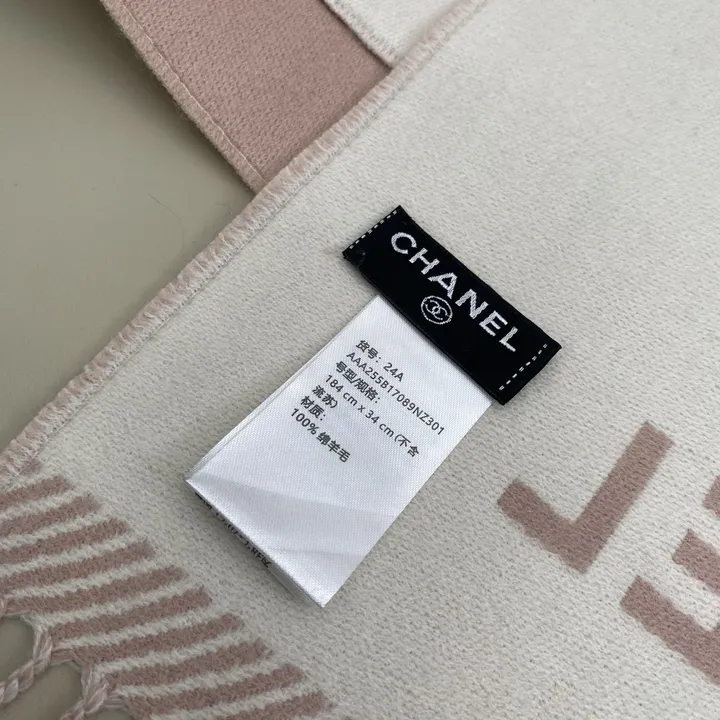 CHANEL
货号: 24A
AAA255B17089NZ301
号型/规格:
184 cm x 34 cm (不含
流苏)
材质:
100% 绵羊毛